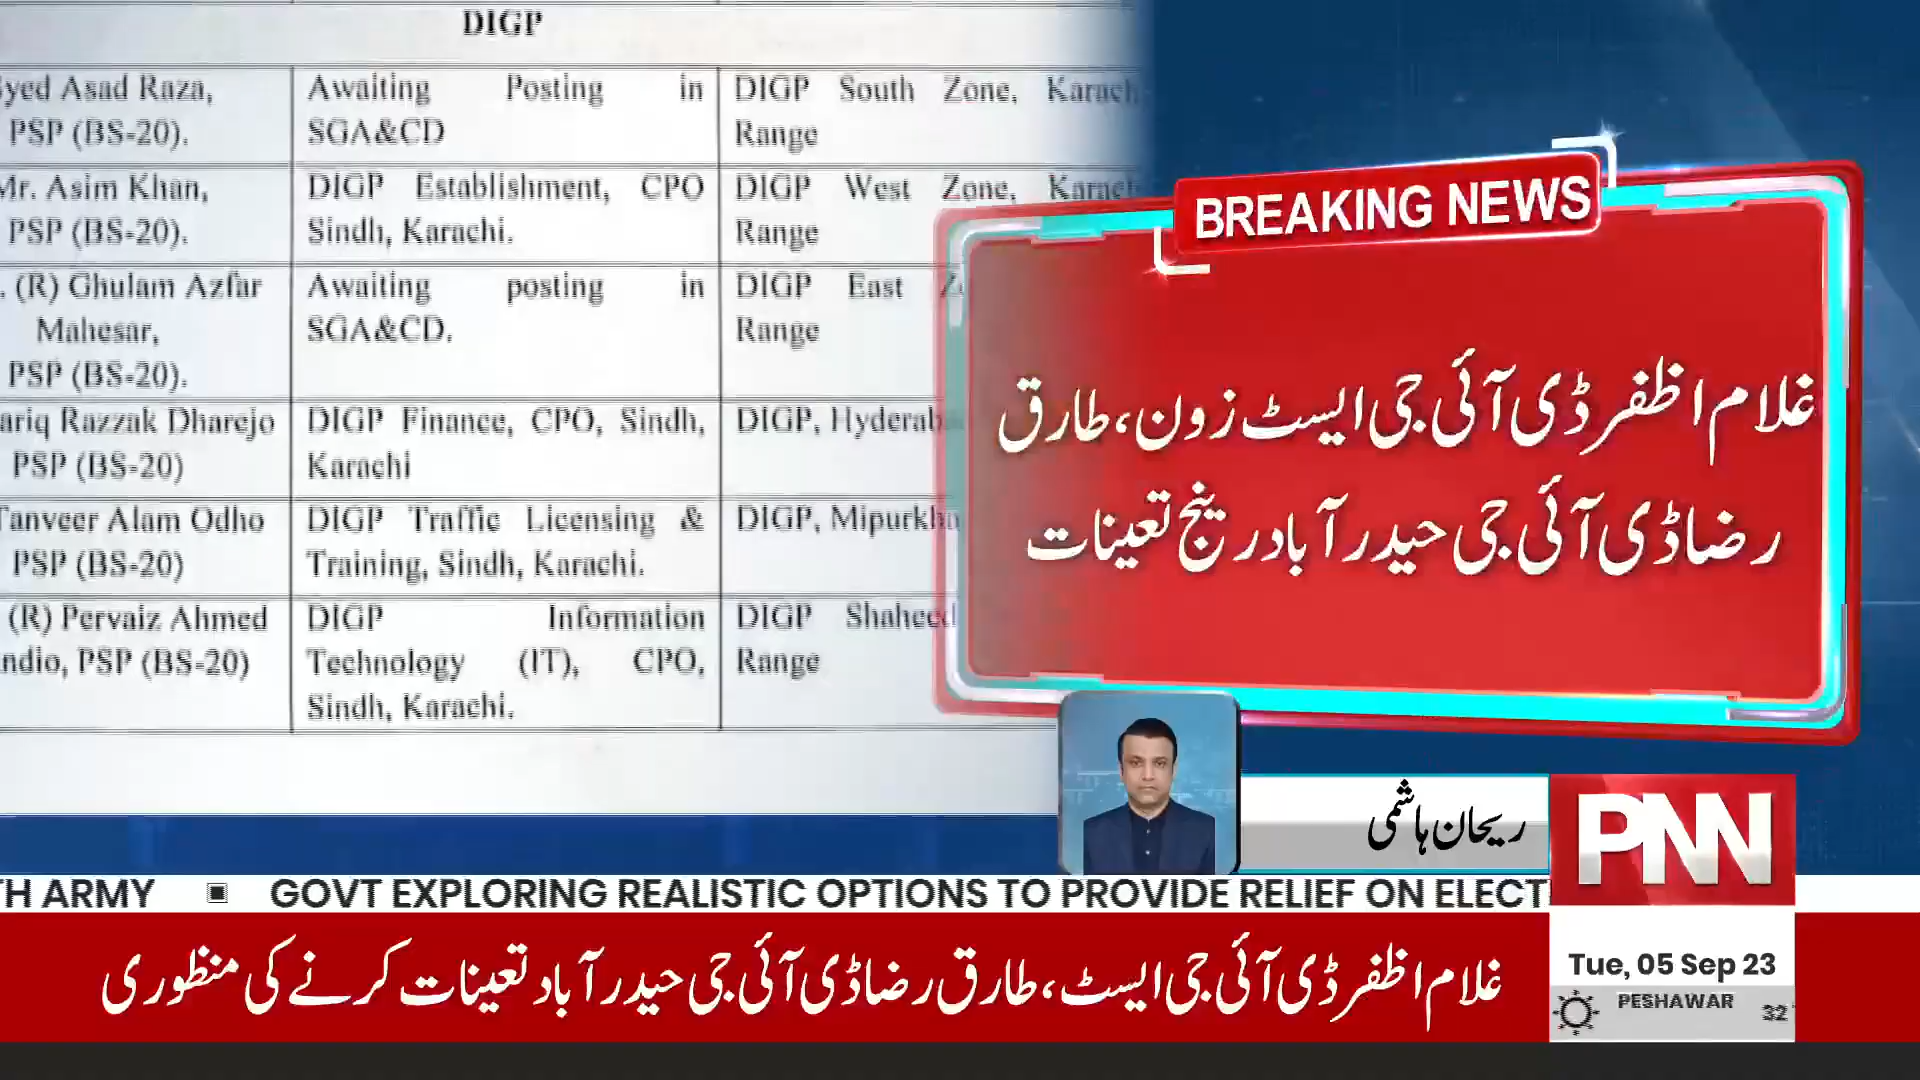 DIGP
Syed Asad Raza,
PSP (BS-20).
Awaiting Posting in
SGA&CD
DIGP South Zone, Karachi
Range
Mr. Asim Khan,
PSP (BS-20).
DIGP Establishment, CPO
Sindh, Karachi.
DIGP West Zone, Karachi
Range
. (R) Ghulam Azfar
Mahesar,
PSP (BS-20).
Awaiting posting in
SGA&CD.
DIGP East
Range
Razzak Dharejo
PSP (BS-20)
DIGP Finance, CPO, Sindh,
Karachi
DIGP,
Tanveer Alam Odho
PSP (BS-20)
DIGP Traffic Licensing &
Training, Sindh, Karachi.
DIGP,
(R) Pervaiz Ahmed
PSP (BS-20)
DIGP Information
Technology (IT), CPO,
Sindh, Karachi.
DIGP Shaheed
Range
BREAKING NEWS
غلام اظفر ڈی آئی جی ایسٹ زون، طارق
رضا ڈی آئی جی حیدر آباد رینج تعینات
ریحان ہاشمی
PNN
TH ARMY ▣ GOVT EXPLORING REALISTIC OPTIONS TO PROVIDE RELIEF ON ELECT
غلام اظفر ڈی آئی جی ایسٹ، طارق رضا ڈی آئی جی حیدر آباد تعینات کرنے کی منظوری
Tue, 05 Sep 23
PESHAWAR
32